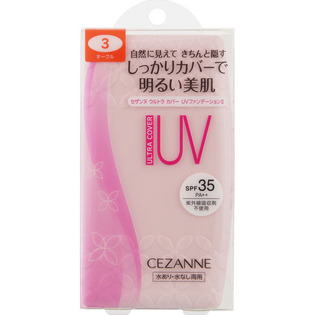 3
オークル
自然に見えて きちんと隠す
しっかりカバーで
明るい美肌
セザンヌ ウルトラ カバー UVファンデーションⅡ
ULTRA COVER
UV
SPF35
PA++
紫外線吸収剤
不使用
CEZANNE
水あり・水なし両用